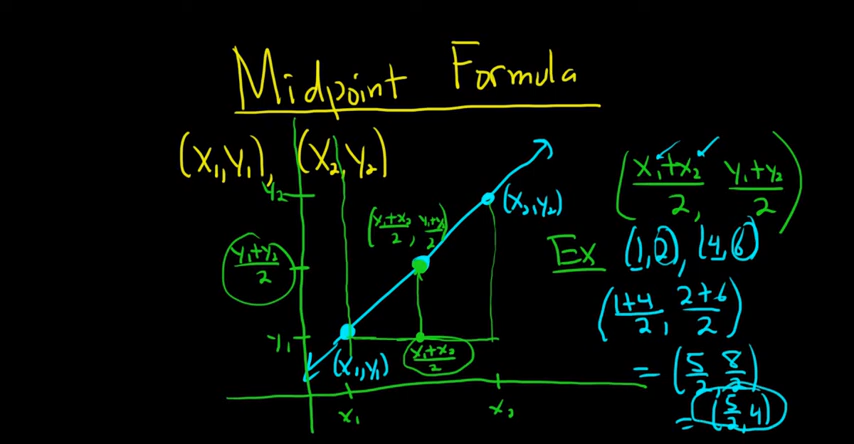 Midpoint Formula
(x₁,y₁), (x₂,y₂)
y₂
(x₁+x₂/2, y₁+y₂/2)
(x₂,y₂)
(x₁+x₂/2, y₁+y₂/2)
y₁+y₂/2
Ex (1,2), (4,6)
(1+4/2, 2+6/2)
y₁
(x₁,y₁)
x₁+x₂/2
= (5/2, 8/2)
= (5/2, 4)
x₁
x₂